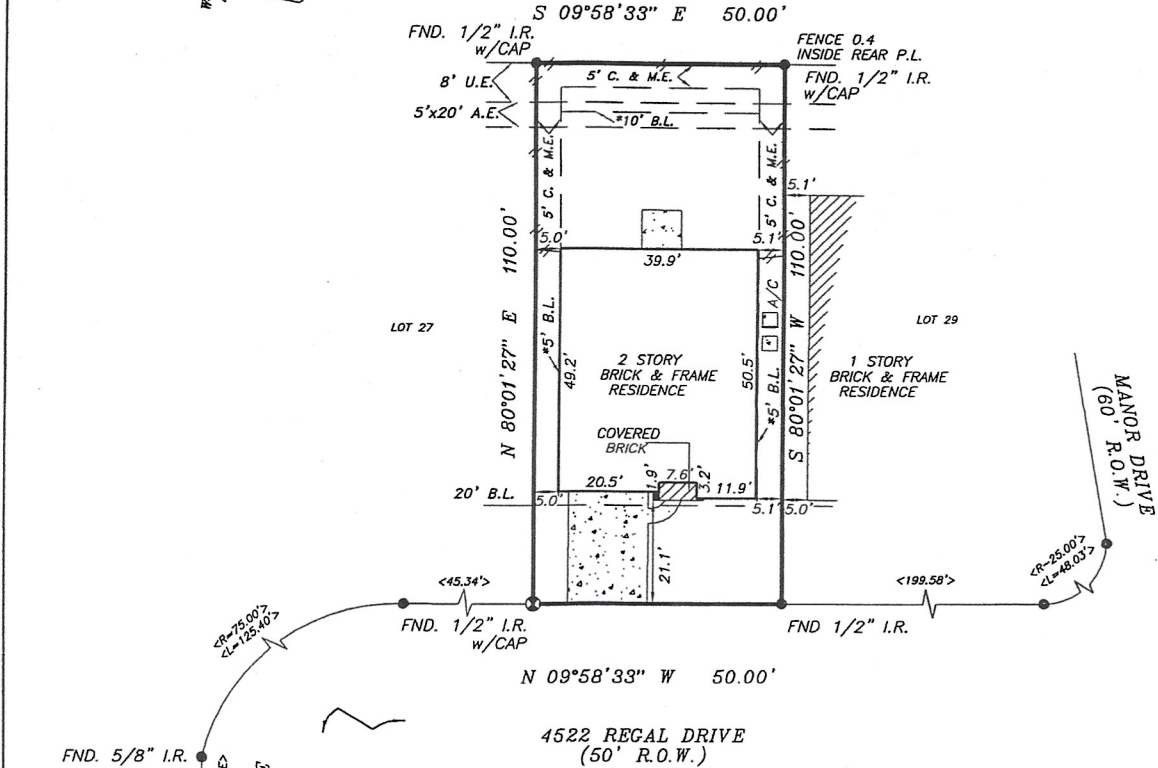 S 09°58'33" E 50.00'
FND. 1/2" I.R.
w/CAP
FENCE 0.4
INSIDE REAR P.L.
FND. 1/2" I.R.
w/CAP
8' U.E.
5'x20' A.E.
5' C. & M.E.
*10' B.L.
5' C. & M.E.
5' C. & M.E.
5.1'
N 80°01'27" E 110.00'
S 80°01'27" W 110.00'
5.0'
5.1'
39.9'
A/C
LOT 27
LOT 29
*5' B.L.
49.2'
2 STORY
BRICK & FRAME
RESIDENCE
50.5'
*5' B.L.
1 STORY
BRICK & FRAME
RESIDENCE
MANOR DRIVE
(60' R.O.W.)
COVERED
BRICK
20.5'
1.9'
7.6'
3.2'
11.9'
20' B.L.
5.0'
5.1'
5.0'
21.1'
<45.34'>
<199.58'>
<R-25.00'>
<L=48.03'>
<R=75.00'>
<L=125.40'>
FND. 1/2" I.R.
w/CAP
FND 1/2" I.R.
N 09°58'33" W 50.00'
4522 REGAL DRIVE
(50' R.O.W.)
FND. 5/8" I.R.